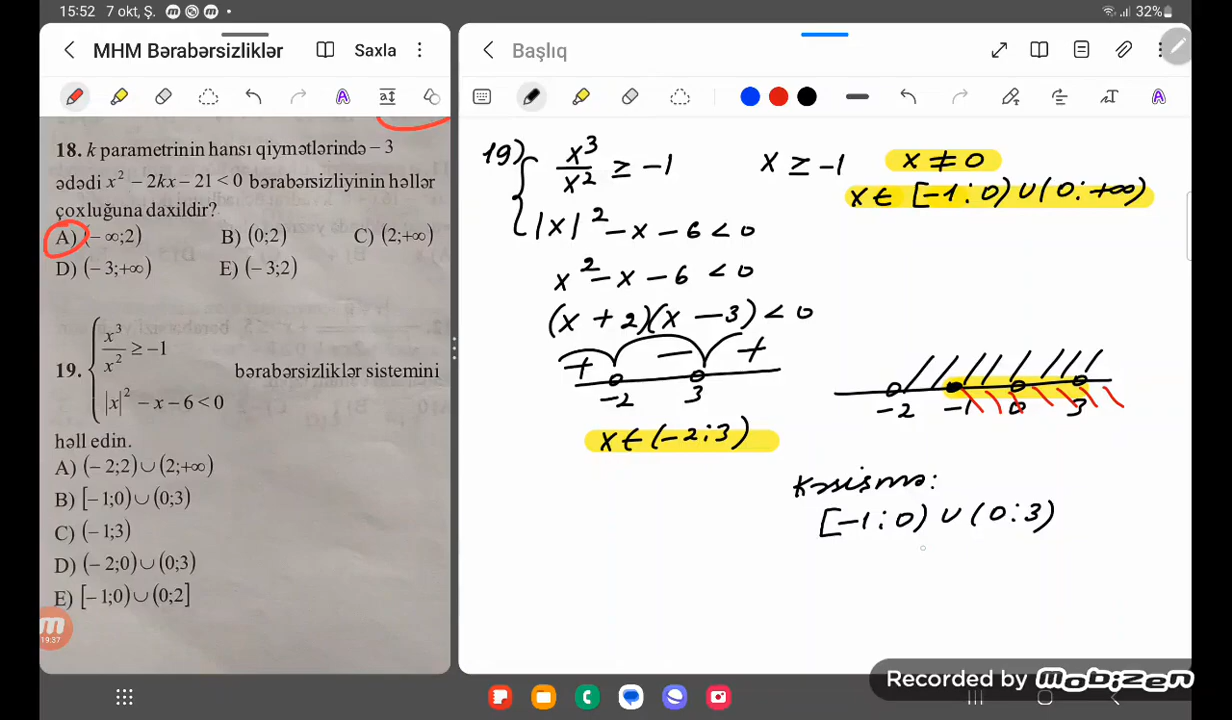 15:52 7 okt, Ş. 32%
MHM Bərabərsizliklər Saxla
18. k parametrinin hansı qiymətlərində – 3
ədədi x² – 2kx – 21 < 0 bərabərsizliyinin həllər
çoxluğuna daxildir?
A) (– ∞;2) B) (0;2) C) (2;+∞)
D) (– 3;+∞) E) (– 3;2)
19. { x³/x² ≥ –1
|x|² – x – 6 < 0 bərabərsizliklər sistemini
həll edin.
A) (– 2;2) ∪ (2;+∞)
B) [– 1;0) ∪ (0;3)
C) (– 1;3)
D) (– 2;0) ∪ (0;3)
E) [– 1;0) ∪ (0;2]
19:37
Başlıq
19) { x³/x² ≥ –1 x ≥ –1 x ≠ 0
x ∈ [–1; 0) ∪ (0; +∞)
|x|² – x – 6 < 0
x² – x – 6 < 0
(x + 2)(x – 3) < 0
+ – +
–2 3
x ∈ (–2; 3)
–2 –1 0 3
Kəsişmə:
[–1; 0) ∪ (0; 3)
Recorded by mobizen